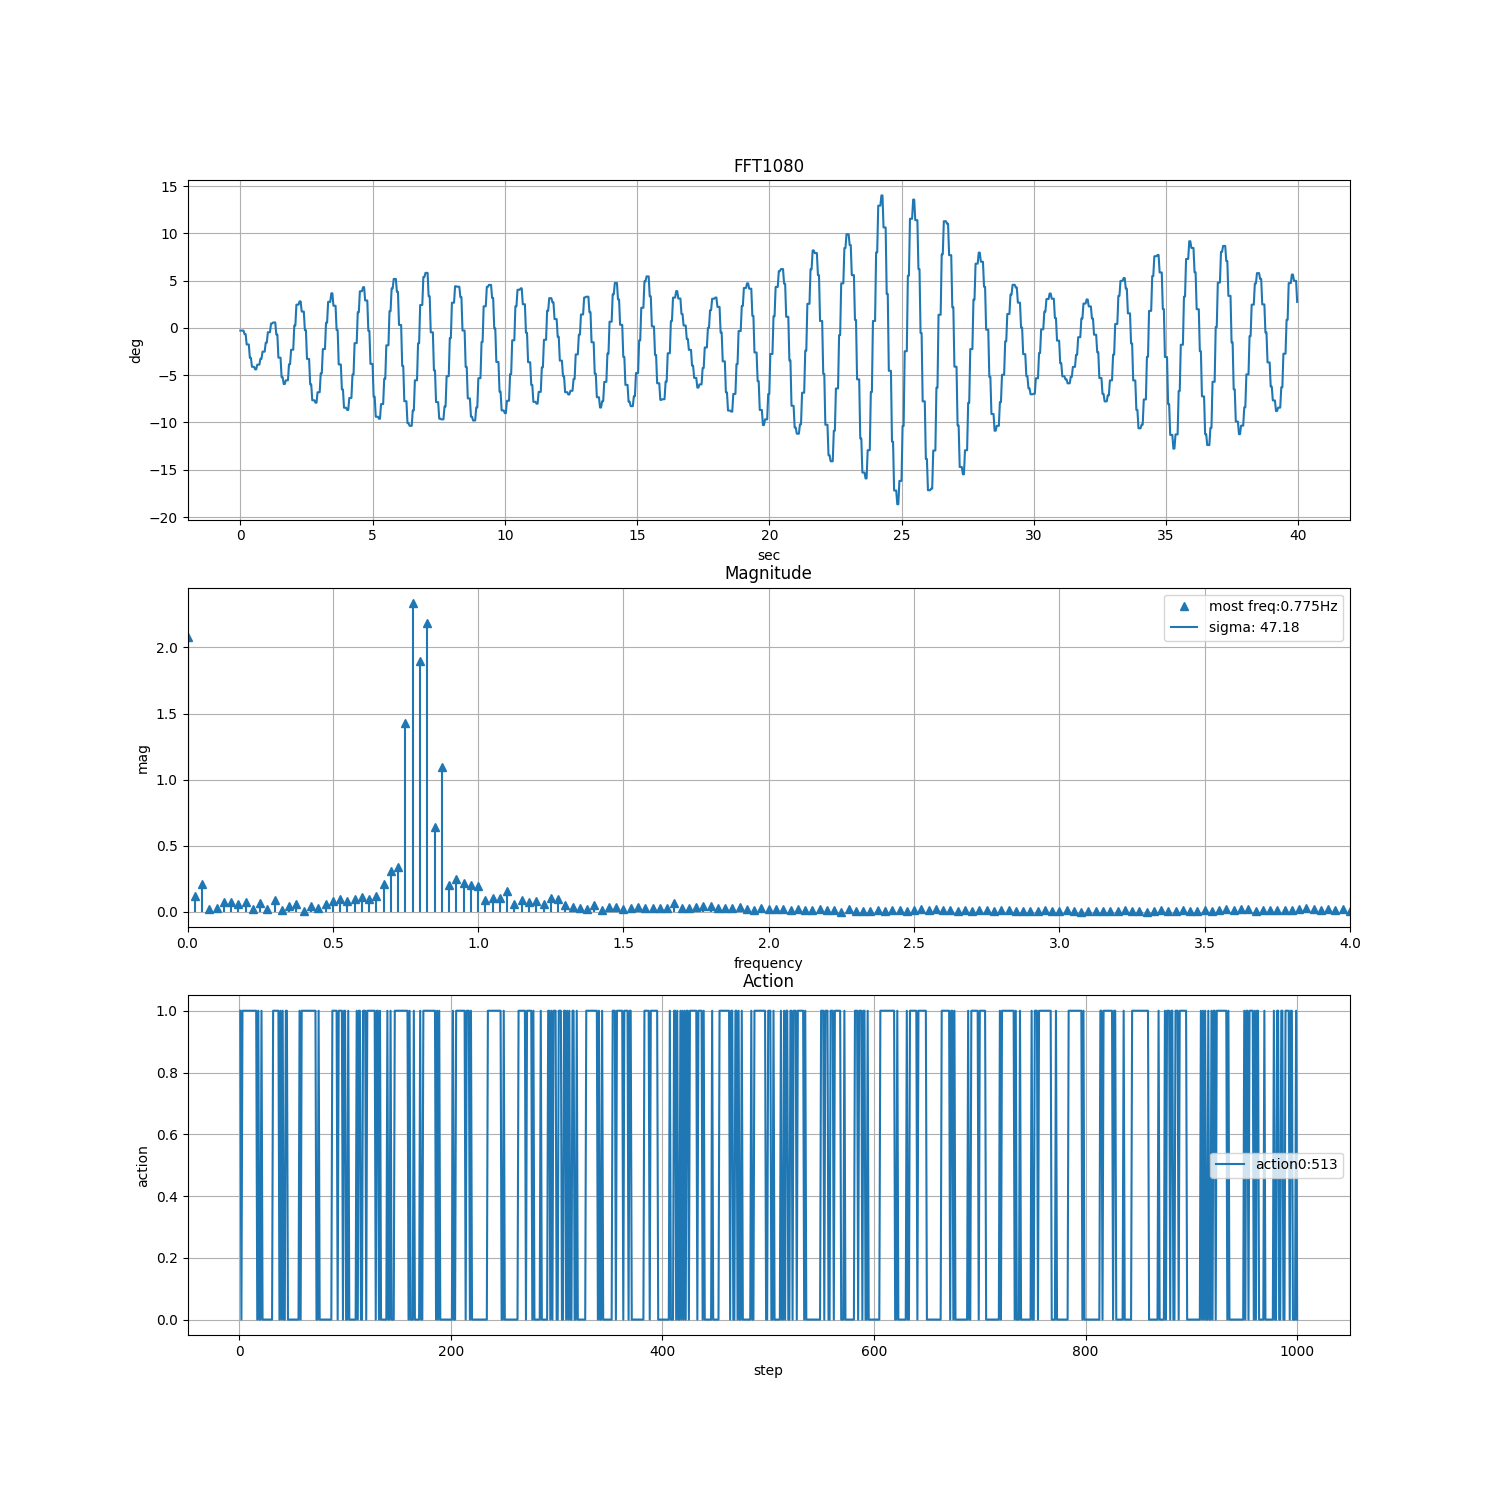 FFT1080
15
10
5
0
−5
−10
−15
−20
deg
0 5 10 15 20 25 30 35 40
sec
Magnitude
most freq:0.775Hz
sigma: 47.18
2.0
1.5
1.0
0.5
0.0
mag
0.0 0.5 1.0 1.5 2.0 2.5 3.0 3.5 4.0
frequency
Action
1.0
0.8
0.6
0.4
0.2
0.0
action
action0:513
0 200 400 600 800 1000
step